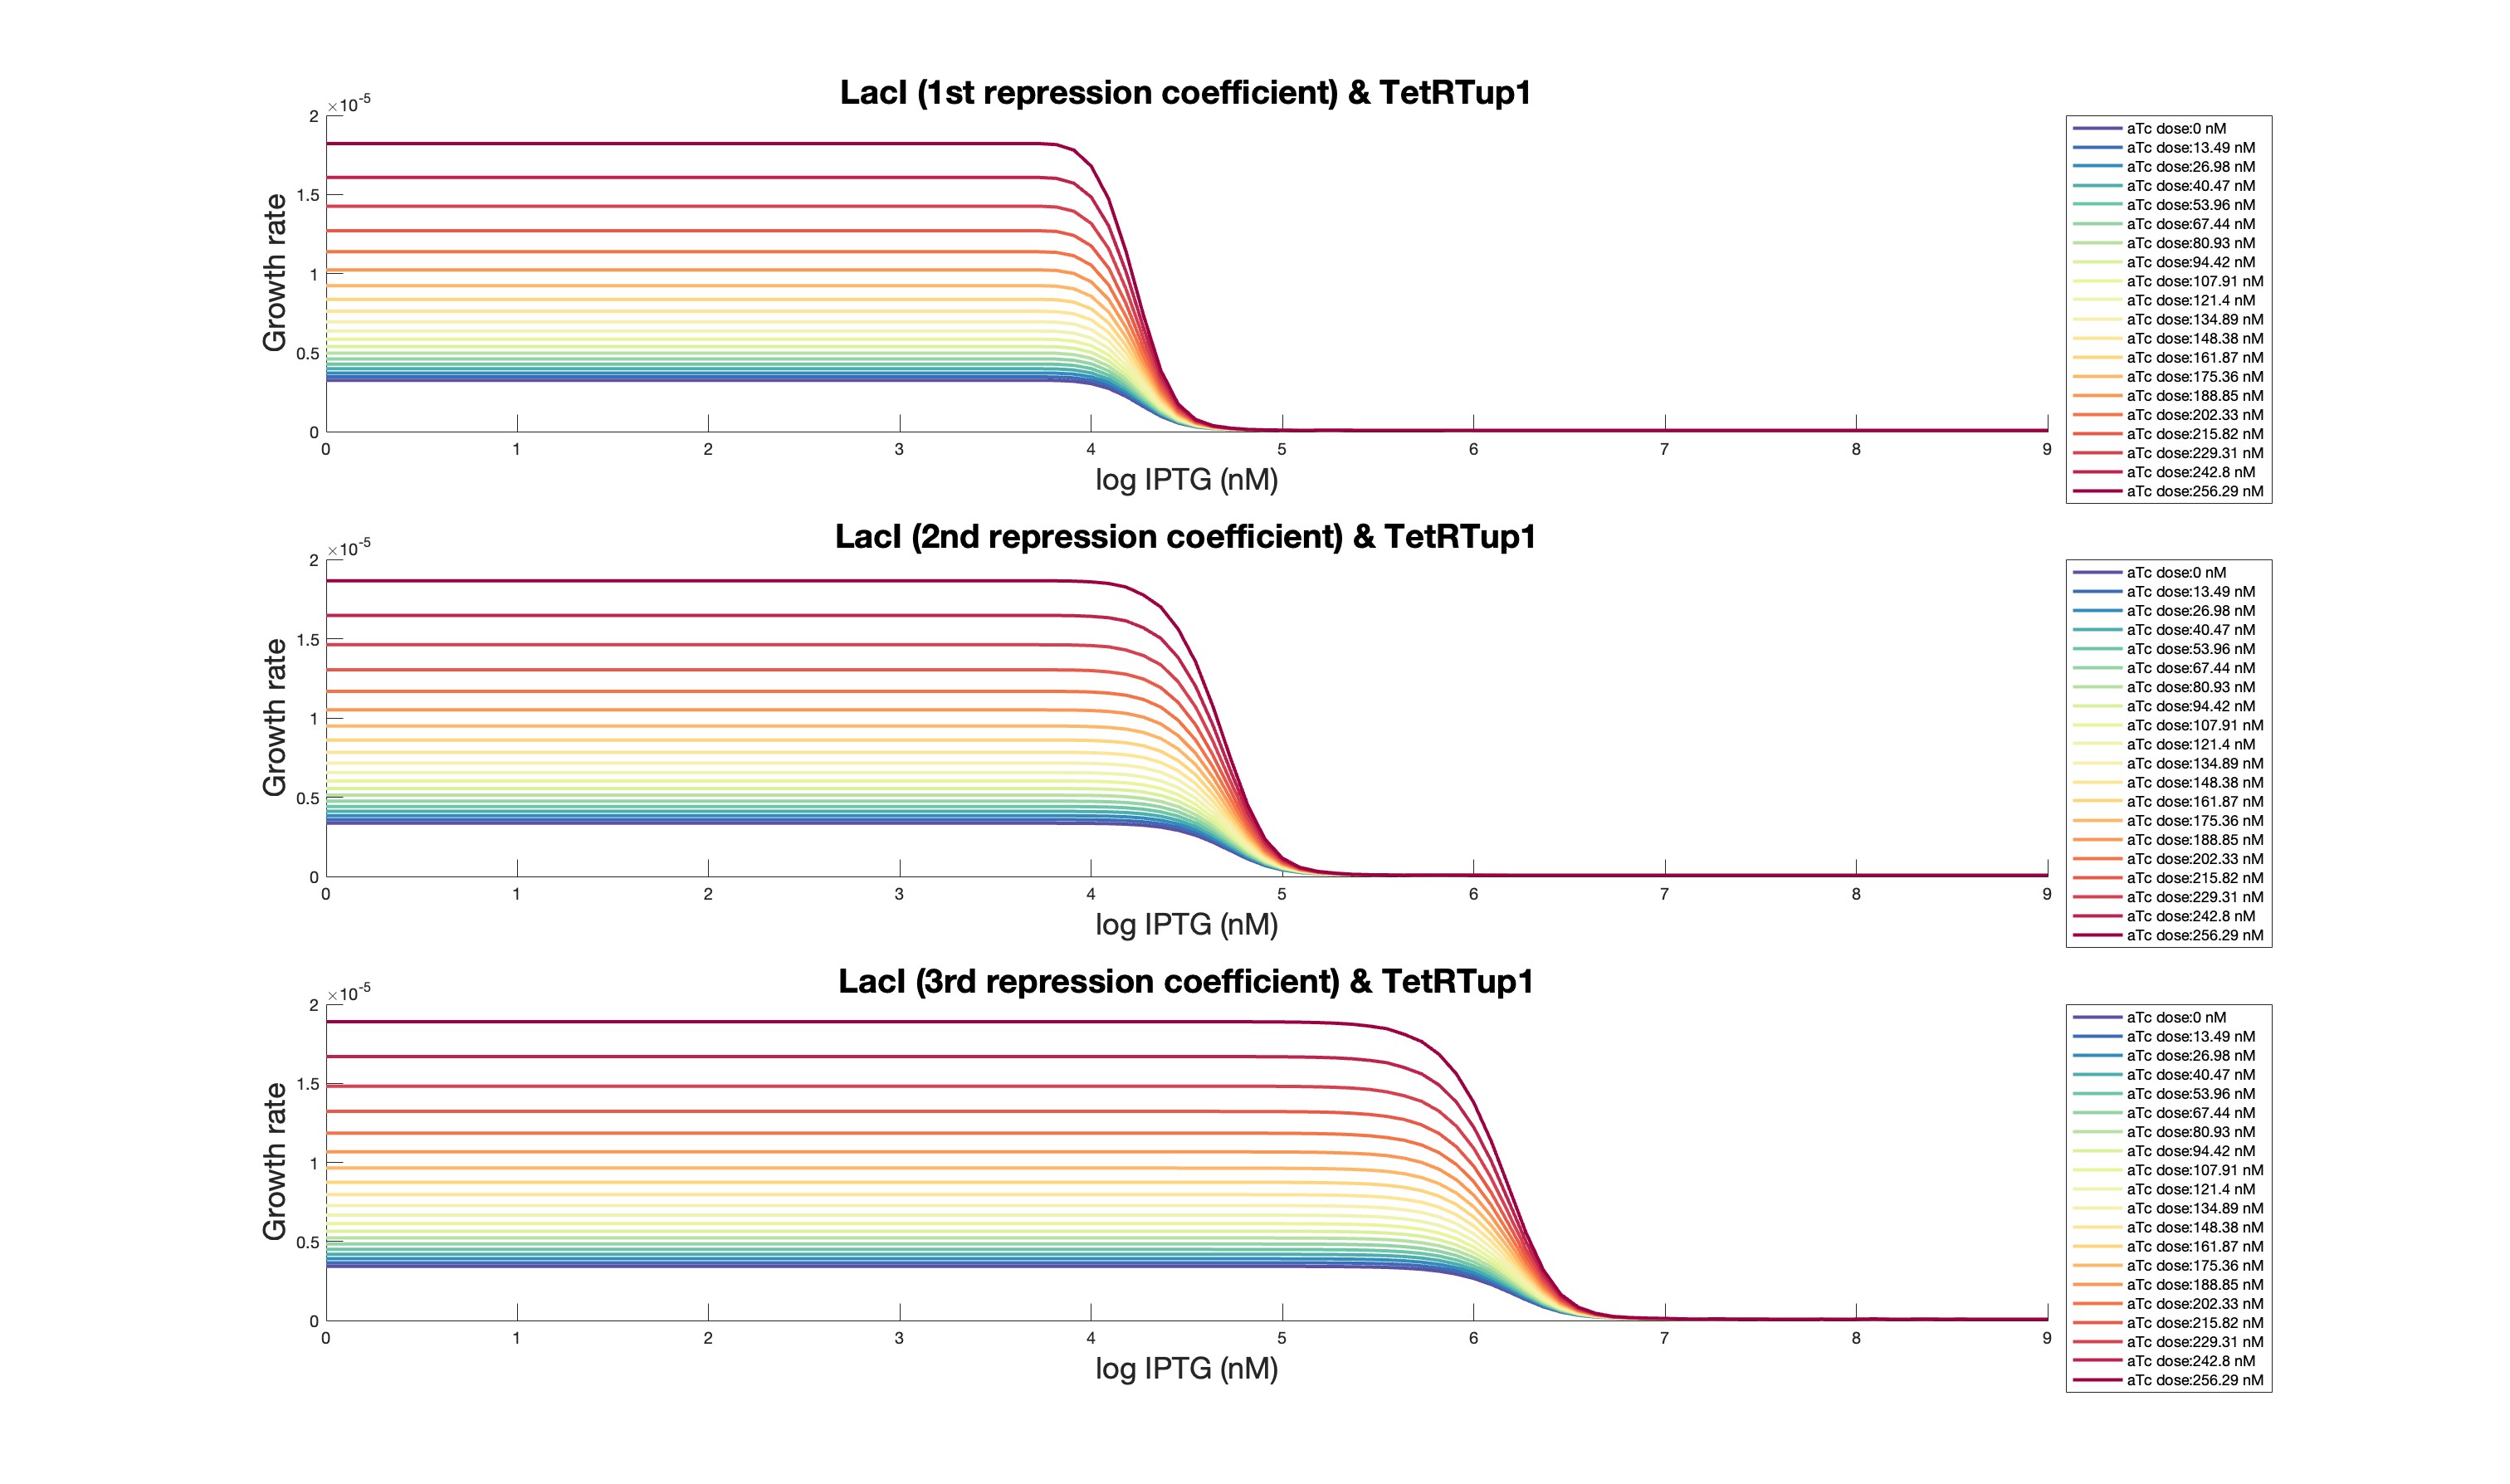 LacI (1st repression coefficient) & TetRTup1
×10-5
2
1.5
1
0.5
0
Growth rate
0 1 2 3 4 5 6 7 8 9
log IPTG (nM)
aTc dose:0 nM
aTc dose:13.49 nM
aTc dose:26.98 nM
aTc dose:40.47 nM
aTc dose:53.96 nM
aTc dose:67.44 nM
aTc dose:80.93 nM
aTc dose:94.42 nM
aTc dose:107.91 nM
aTc dose:121.4 nM
aTc dose:134.89 nM
aTc dose:148.38 nM
aTc dose:161.87 nM
aTc dose:175.36 nM
aTc dose:188.85 nM
aTc dose:202.33 nM
aTc dose:215.82 nM
aTc dose:229.31 nM
aTc dose:242.8 nM
aTc dose:256.29 nM
LacI (2nd repression coefficient) & TetRTup1
×10-5
2
1.5
1
0.5
0
Growth rate
0 1 2 3 4 5 6 7 8 9
log IPTG (nM)
aTc dose:0 nM
aTc dose:13.49 nM
aTc dose:26.98 nM
aTc dose:40.47 nM
aTc dose:53.96 nM
aTc dose:67.44 nM
aTc dose:80.93 nM
aTc dose:94.42 nM
aTc dose:107.91 nM
aTc dose:121.4 nM
aTc dose:134.89 nM
aTc dose:148.38 nM
aTc dose:161.87 nM
aTc dose:175.36 nM
aTc dose:188.85 nM
aTc dose:202.33 nM
aTc dose:215.82 nM
aTc dose:229.31 nM
aTc dose:242.8 nM
aTc dose:256.29 nM
LacI (3rd repression coefficient) & TetRTup1
×10-5
2
1.5
1
0.5
0
Growth rate
0 1 2 3 4 5 6 7 8 9
log IPTG (nM)
aTc dose:0 nM
aTc dose:13.49 nM
aTc dose:26.98 nM
aTc dose:40.47 nM
aTc dose:53.96 nM
aTc dose:67.44 nM
aTc dose:80.93 nM
aTc dose:94.42 nM
aTc dose:107.91 nM
aTc dose:121.4 nM
aTc dose:134.89 nM
aTc dose:148.38 nM
aTc dose:161.87 nM
aTc dose:175.36 nM
aTc dose:188.85 nM
aTc dose:202.33 nM
aTc dose:215.82 nM
aTc dose:229.31 nM
aTc dose:242.8 nM
aTc dose:256.29 nM